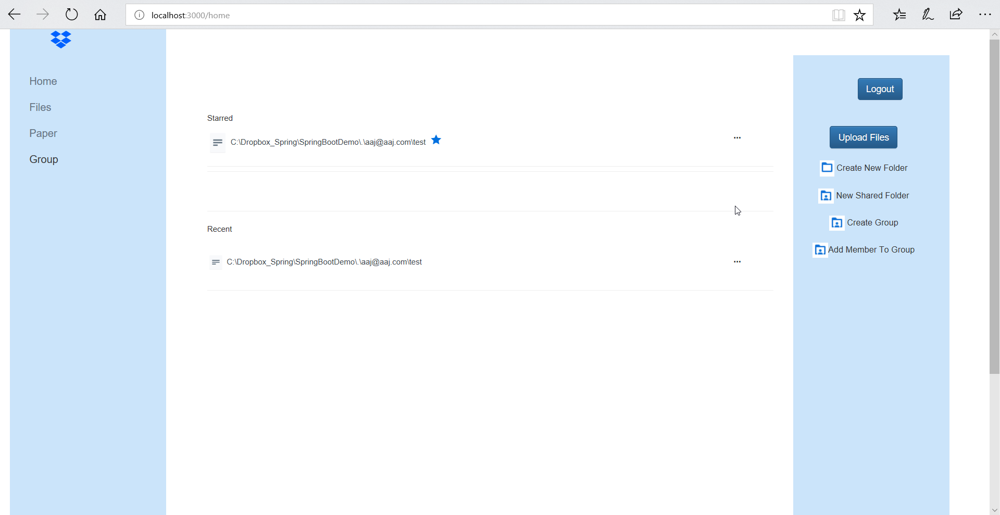 localhost:3000/home
Home
Files
Paper
Group
Starred
C:\Dropbox_Spring\SpringBootDemo\.\aaj@aaj.com\test
...
Recent
C:\Dropbox_Spring\SpringBootDemo\.\aaj@aaj.com\test
...
Logout
Upload Files
Create New Folder
New Shared Folder
Create Group
Add Member To Group